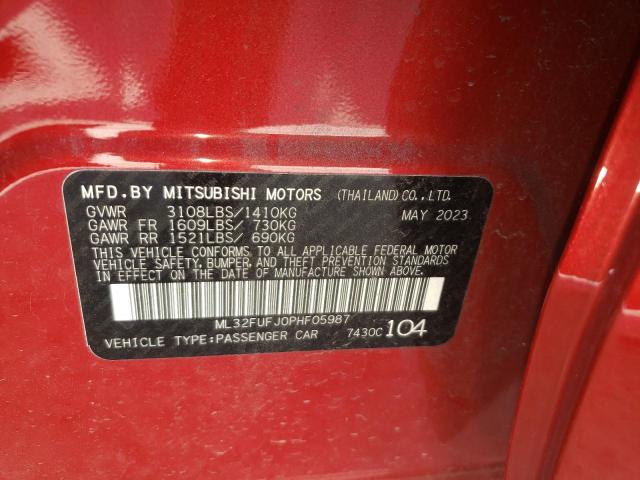 MFD.BY MITSUBISHI MOTORS (THAILAND)CO.,LTD.
GVWR 3108LBS/1410KG MAY 2023
GAWR FR 1609LBS/ 730KG
GAWR RR 1521LBS/ 690KG
THIS VEHICLE CONFORMS TO ALL APPLICABLE FEDERAL MOTOR
VEHICLE SAFETY,BUMPER,AND THEFT PREVENTION STANDARDS
IN EFFECT ON THE DATE OF MANUFACTURE SHOWN ABOVE.
ML32FUFJ0PHF05987
VEHICLE TYPE:PASSENGER CAR 7430C 104